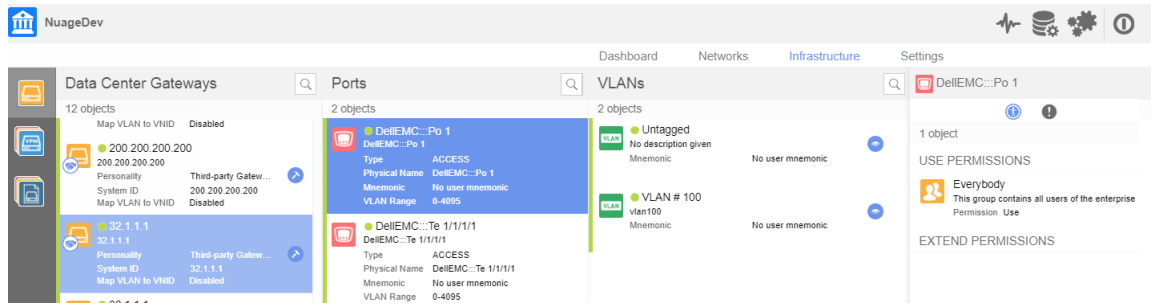 NuageDev
Dashboard Networks Infrastructure Settings
Data Center Gateways
12 objects
Map VLAN to VNID Disabled
200.200.200.200
200.200.200.200
Personality Third-party Gatew...
System ID 200.200.200.200
Map VLAN to VNID Disabled
32.1.1.1
32.1.1.1
Personality Third-party Gatew...
System ID 32.1.1.1
Map VLAN to VNID Disabled
Ports
2 objects
DellEMC:::Po 1
DellEMC:::Po 1
Type ACCESS
Physical Name DellEMC:::Po 1
Mnemonic No user mnemonic
VLAN Range 0-4095
DellEMC:::Te 1/1/1/1
DellEMC:::Te 1/1/1/1
Type ACCESS
Physical Name DellEMC:::Te 1/1/1/1
Mnemonic No user mnemonic
VLAN Range 0-4095
VLANs
2 objects
VLAN
Untagged
No description given
Mnemonic No user mnemonic
VLAN
VLAN # 100
vlan100
Mnemonic No user mnemonic
DellEMC:::Po 1
1 object
USE PERMISSIONS
Everybody
This group contains all users of the enterprise
Permission Use
EXTEND PERMISSIONS